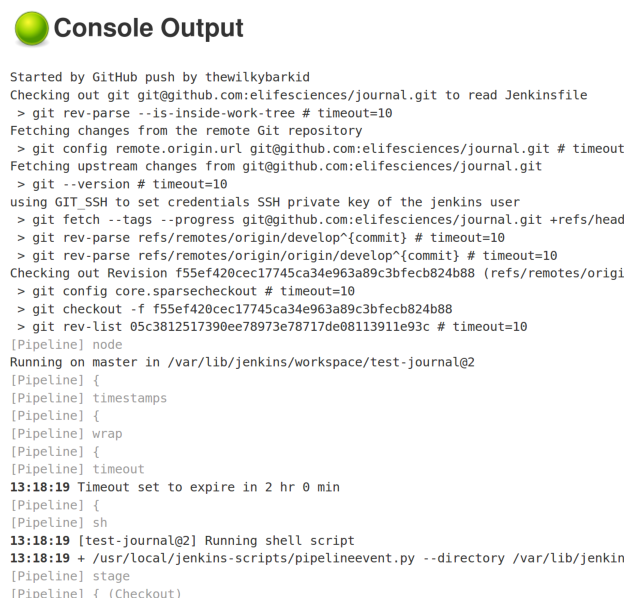 Console Output
Started by GitHub push by thewilkybarkid
Checking out git git@github.com:elifesciences/journal.git to read Jenkinsfile
 > git rev-parse --is-inside-work-tree # timeout=10
Fetching changes from the remote Git repository
 > git config remote.origin.url git@github.com:elifesciences/journal.git # timeout
Fetching upstream changes from git@github.com:elifesciences/journal.git
 > git --version # timeout=10
using GIT_SSH to set credentials SSH private key of the jenkins user
 > git fetch --tags --progress git@github.com:elifesciences/journal.git +refs/head
 > git rev-parse refs/remotes/origin/develop^{commit} # timeout=10
 > git rev-parse refs/remotes/origin/origin/develop^{commit} # timeout=10
Checking out Revision f55ef420cec17745ca34e963a89c3bfecb824b88 (refs/remotes/origi
 > git config core.sparsecheckout # timeout=10
 > git checkout -f f55ef420cec17745ca34e963a89c3bfecb824b88
 > git rev-list 05c3812517390ee78973e78717de08113911e93c # timeout=10
[Pipeline] node
Running on master in /var/lib/jenkins/workspace/test-journal@2
[Pipeline] {
[Pipeline] timestamps
[Pipeline] {
[Pipeline] wrap
[Pipeline] {
[Pipeline] timeout
13:18:19 Timeout set to expire in 2 hr 0 min
[Pipeline] {
[Pipeline] sh
13:18:19 [test-journal@2] Running shell script
13:18:19 + /usr/local/jenkins-scripts/pipelineevent.py --directory /var/lib/jenkin
[Pipeline] stage
[Pipeline] { (Checkout)